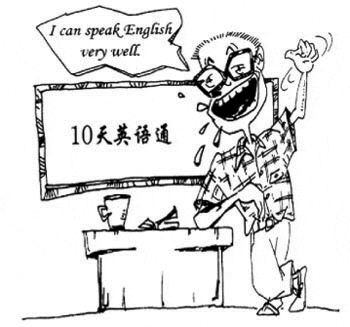 I can speak English
very well.
10天英语通